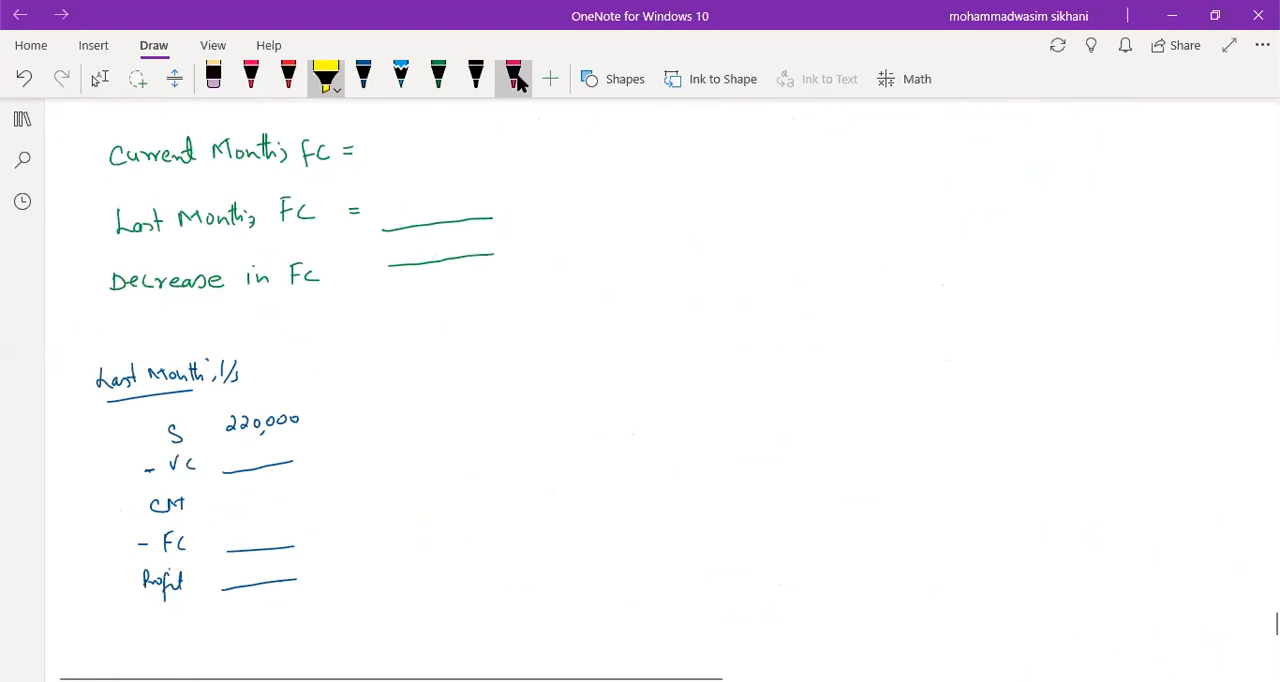 OneNote for Windows 10
mohammadwasim sikhani
Home Insert Draw View Help
Share
Shapes
Ink to Shape
Ink to Text
Math
Current Month's FC =
Last Month's FC =
Decrease in FC
Last Month's I/s
S 220,000
- VC
CM
- FC
Profit